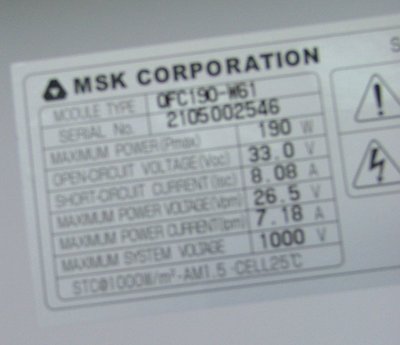 MSK CORPORATION
MODULE TYPE OFC190-W61
SERIAL No. 2105002546
MAXIMUM POWER(Pmax) 190 W
OPEN-CIRCUIT VOLTAGE(Voc) 33.0 V
SHORT-CIRCUIT CURRENT(Isc) 8.08 A
MAXIMUM POWER VOLTAGE(Vpm) 26.5 V
MAXIMUM POWER CURRENT(Ipm) 7.18 A
MAXIMUM SYSTEM VOLTAGE 1000 V
STC@1000W/m²·AM1.5·CELL25℃
S